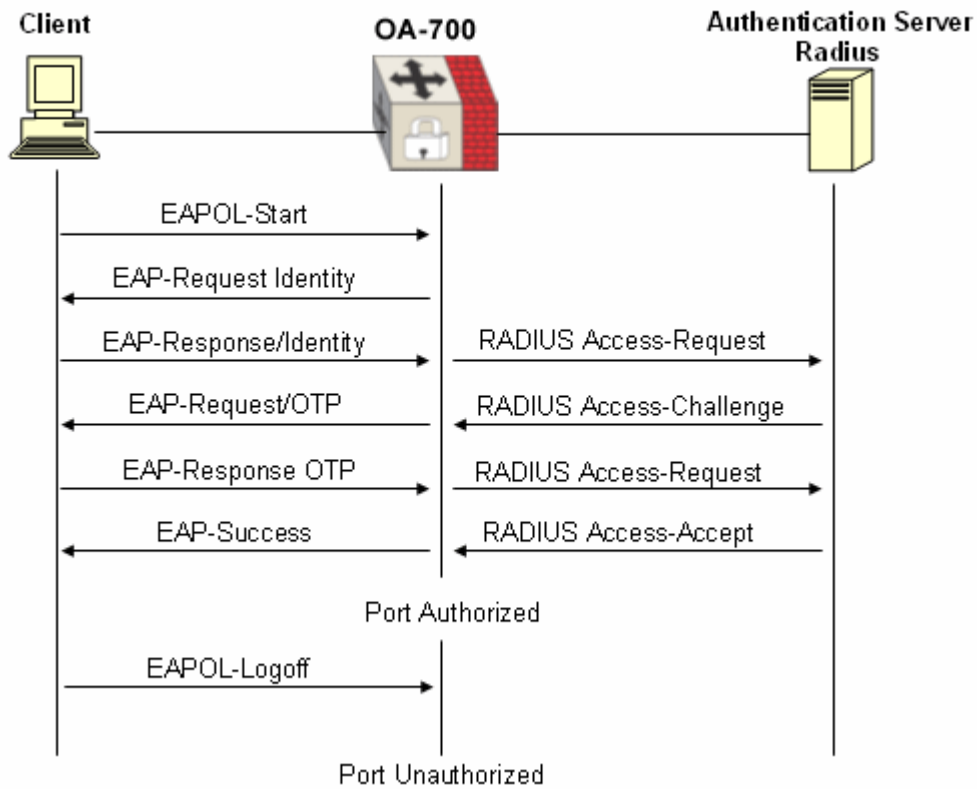 Client
OA-700
Authentication Server
Radius
EAPOL-Start
EAP-Request Identity
EAP-Response/Identity
RADIUS Access-Request
EAP-Request/OTP
RADIUS Access-Challenge
EAP-Response OTP
RADIUS Access-Request
EAP-Success
RADIUS Access-Accept
Port Authorized
EAPOL-Logoff
Port Unauthorized